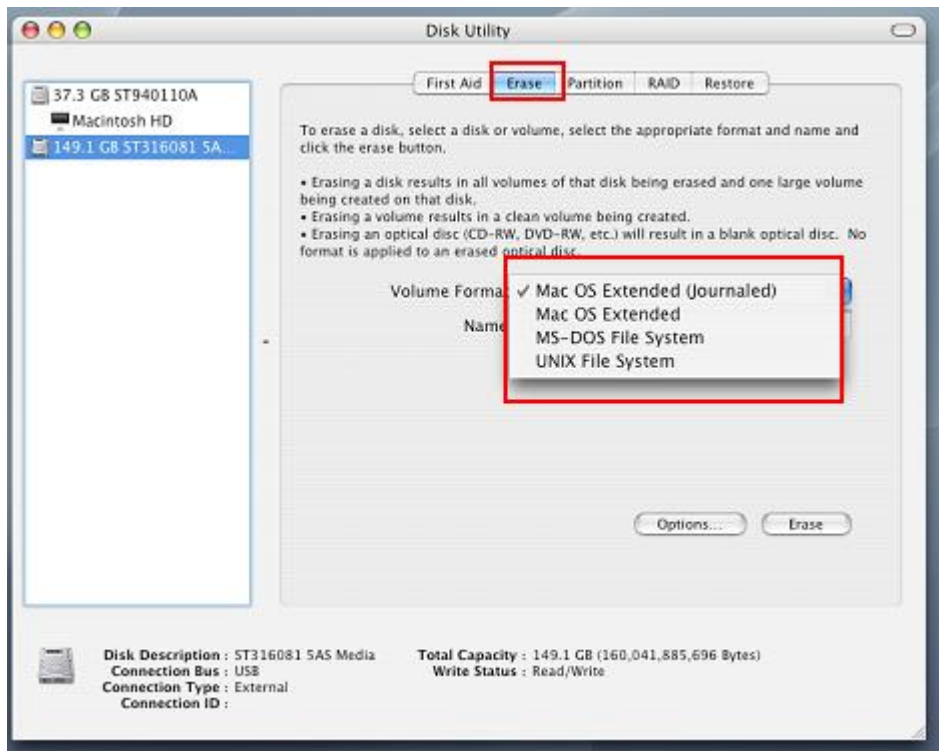 Disk Utility
37.3 GB ST940110A
Macintosh HD
149.1 GB ST316081 5A...
First Aid Erase Partition RAID Restore
To erase a disk, select a disk or volume, select the appropriate format and name and
click the erase button.
• Erasing a disk results in all volumes of that disk being erased and one large volume
being created on that disk.
• Erasing a volume results in a clean volume being created.
• Erasing an optical disc (CD-RW, DVD-RW, etc.) will result in a blank optical disc. No
format is applied to an erased optical disc.
Volume Format ✓ Mac OS Extended (Journaled)
Mac OS Extended
Name
MS-DOS File System
UNIX File System
Options... Erase
Disk Description : ST316081 5AS Media Total Capacity : 149.1 GB (160,041,885,696 Bytes)
Connection Bus : USB Write Status : Read/Write
Connection Type : External
Connection ID :